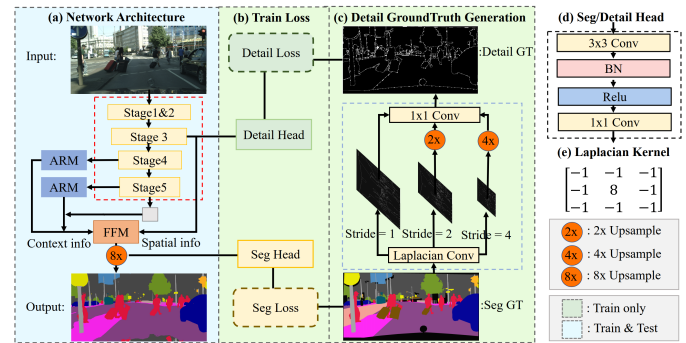 (a) Network Architecture
Input:
Stage1&2
Stage 3
ARM
Stage4
ARM
Stage5
FFM
Context info
Spatial info
8x
Output:
(b) Train Loss
Detail Loss
Detail Head
Seg Head
Seg Loss
(c) Detail GroundTruth Generation
:Detail GT
1x1 Conv
2x
4x
Stride = 1
Stride = 2
Stride = 4
Laplacian Conv
:Seg GT
(d) Seg/Detail Head
3x3 Conv
BN
Relu
1x1 Conv
(e) Laplacian Kernel
−1 −1 −1
−1 8 −1
−1 −1 −1
2x : 2x Upsample
4x : 4x Upsample
8x : 8x Upsample
: Train only
: Train & Test